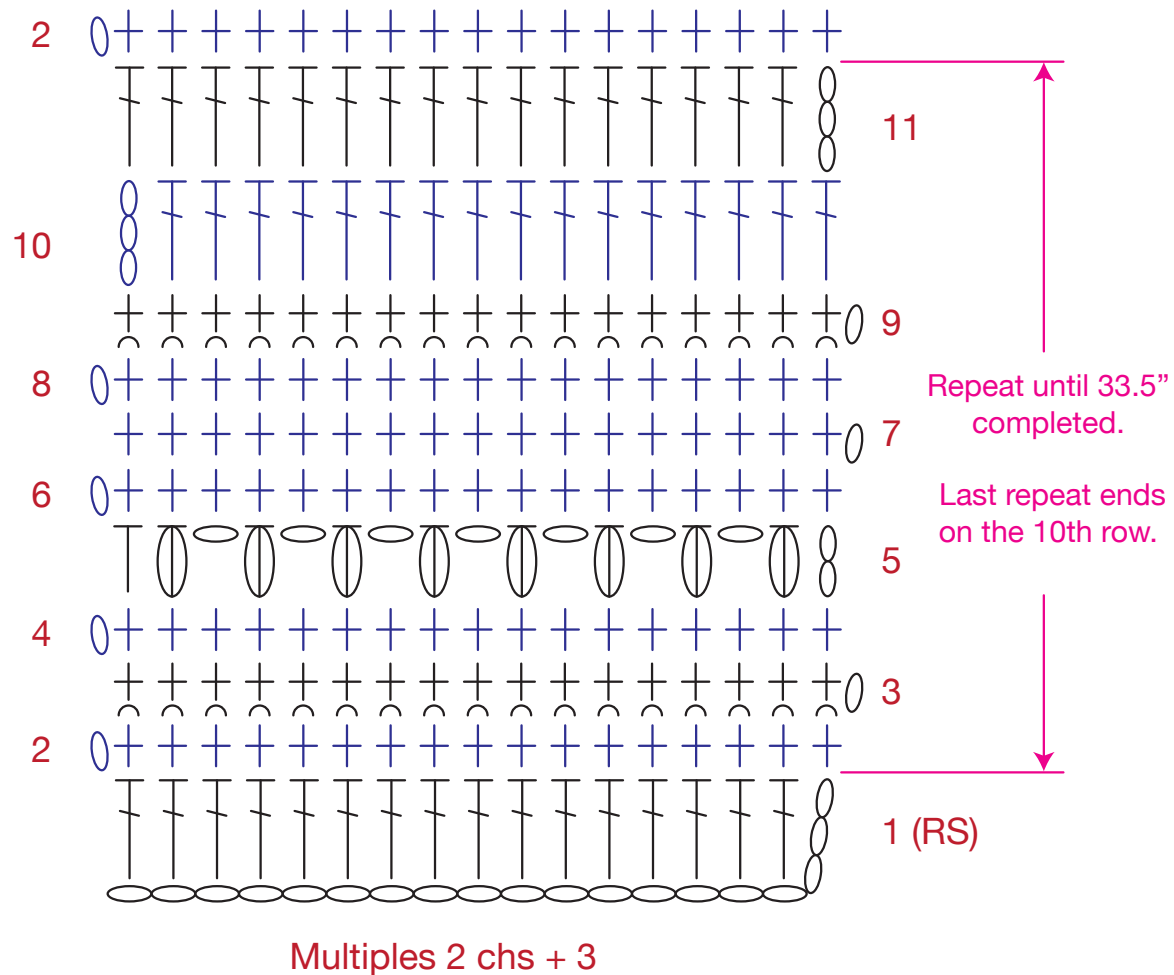 2
11
10
9
8
Repeat until 33.5”
completed.
7
6
Last repeat ends
on the 10th row.
5
4
3
2
1 (RS)
Multiples 2 chs + 3